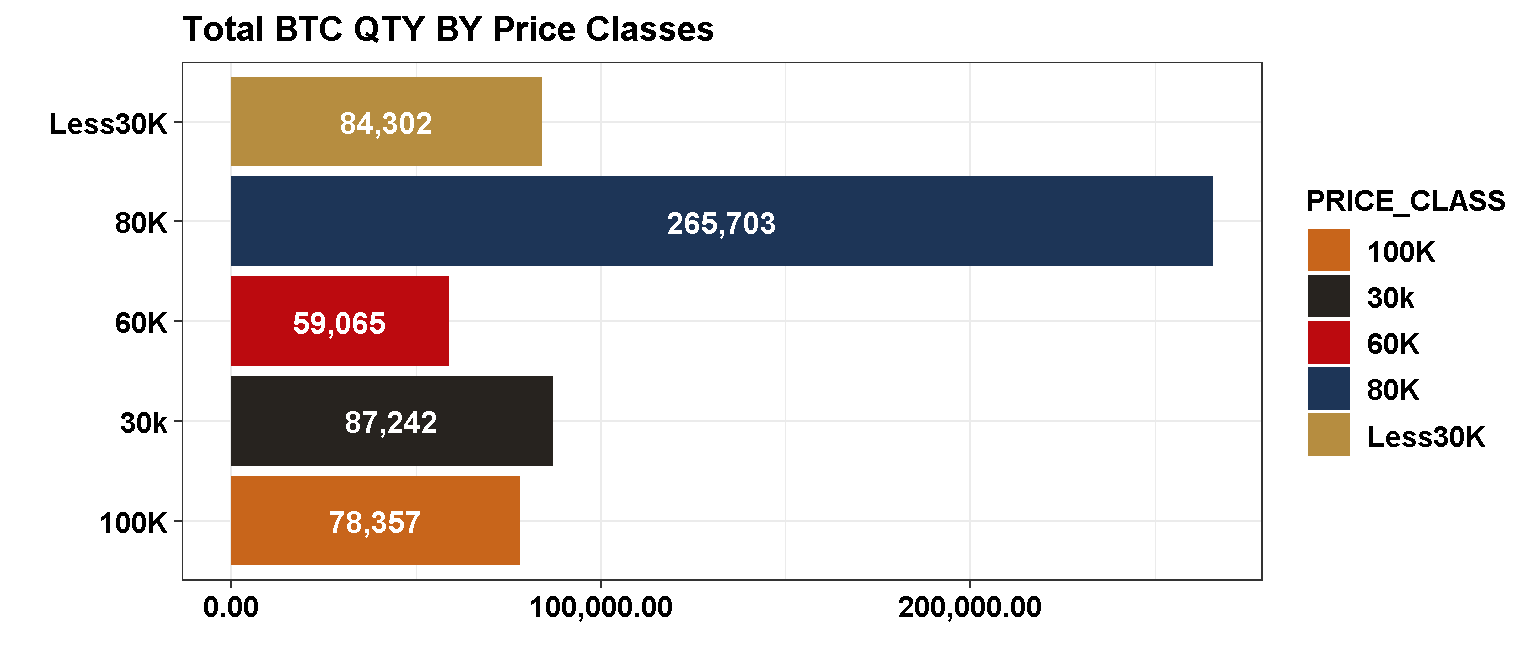 Total BTC QTY BY Price Classes
Less30K
84,302
80K
265,703
60K
59,065
30k
87,242
100K
78,357
0.00
100,000.00
200,000.00
PRICE_CLASS
100K
30k
60K
80K
Less30K